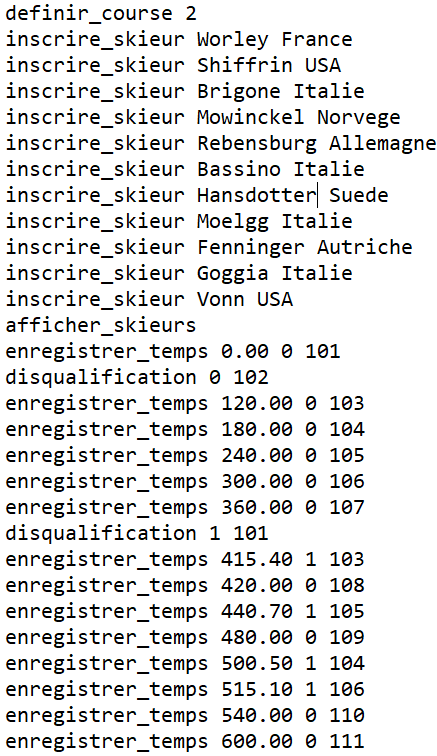 definir_course 2
inscrire_skieur Worley France
inscrire_skieur Shiffrin USA
inscrire_skieur Brigone Italie
inscrire_skieur Mowinckel Norvege
inscrire_skieur Rebensburg Allemagne
inscrire_skieur Bassino Italie
inscrire_skieur Hansdotter Suede
inscrire_skieur Moelgg Italie
inscrire_skieur Fenninger Autriche
inscrire_skieur Goggia Italie
inscrire_skieur Vonn USA
afficher_skieurs
enregistrer_temps 0.00 0 101
disqualification 0 102
enregistrer_temps 120.00 0 103
enregistrer_temps 180.00 0 104
enregistrer_temps 240.00 0 105
enregistrer_temps 300.00 0 106
enregistrer_temps 360.00 0 107
disqualification 1 101
enregistrer_temps 415.40 1 103
enregistrer_temps 420.00 0 108
enregistrer_temps 440.70 1 105
enregistrer_temps 480.00 0 109
enregistrer_temps 500.50 1 104
enregistrer_temps 515.10 1 106
enregistrer_temps 540.00 0 110
enregistrer_temps 600.00 0 111